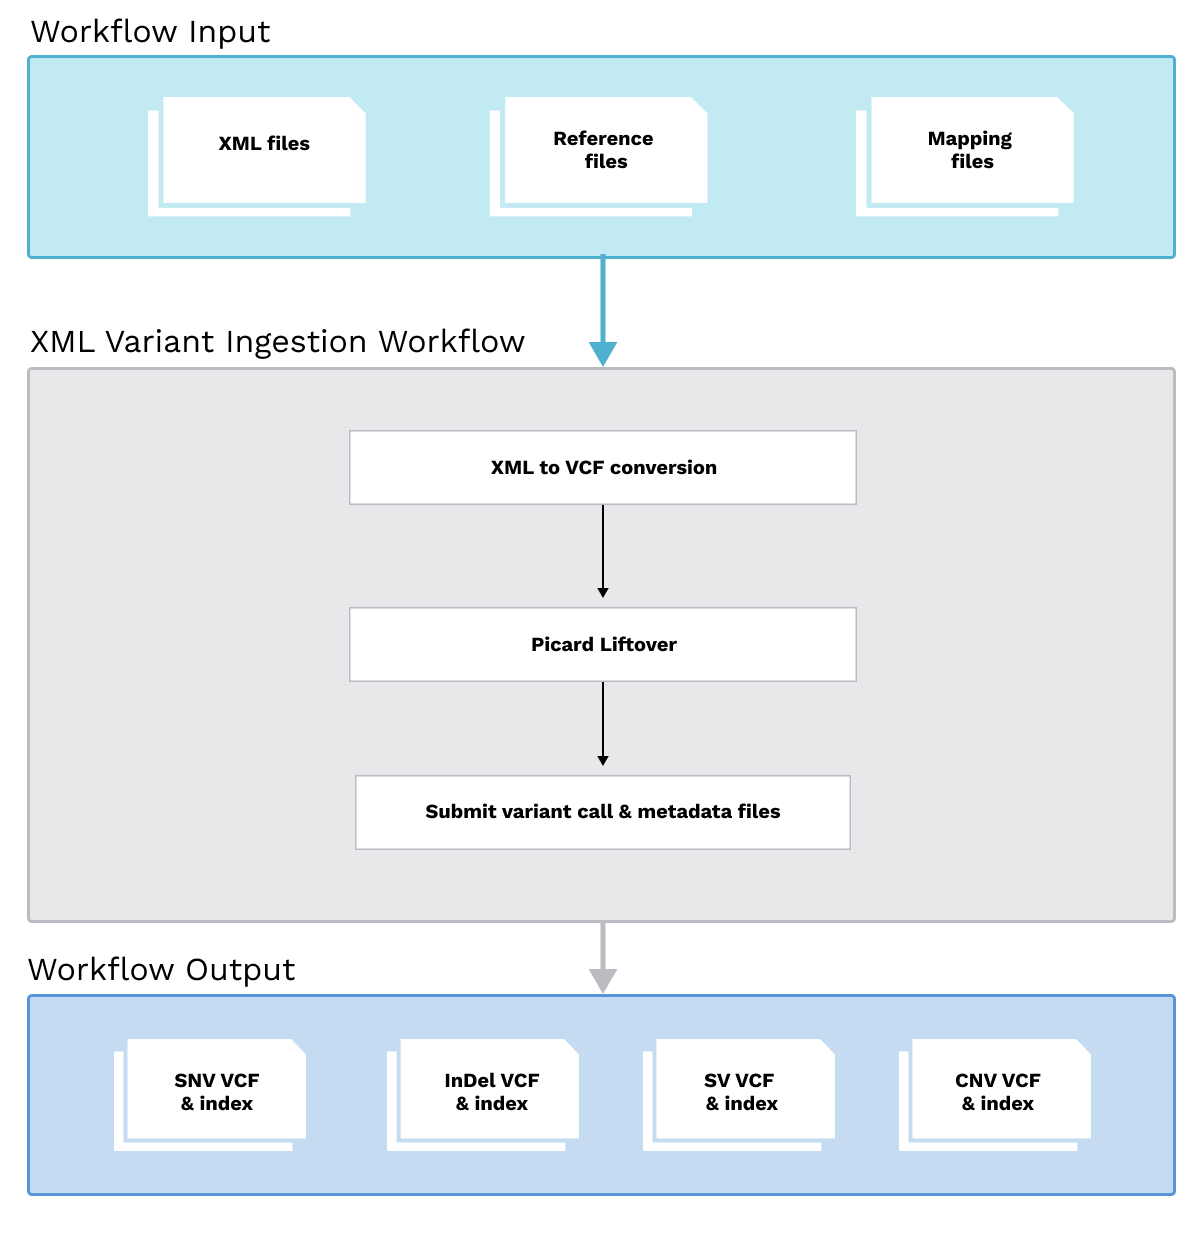 Workflow Input
XML files
Reference
files
Mapping
files
XML Variant Ingestion Workflow
XML to VCF conversion
Picard Liftover
Submit variant call & metadata files
Workflow Output
SNV VCF
& index
InDel VCF
& index
SV VCF
& index
CNV VCF
& index